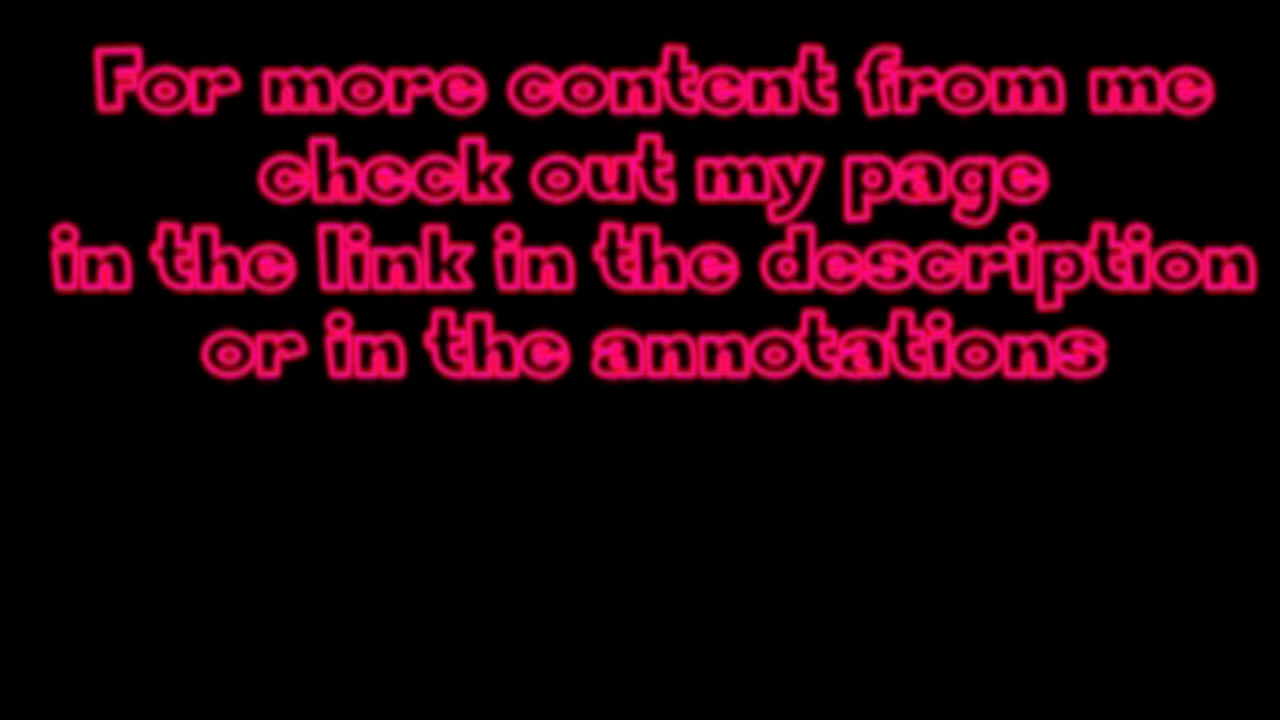 For more content from me
check out my page
in the link in the description
or in the annotations